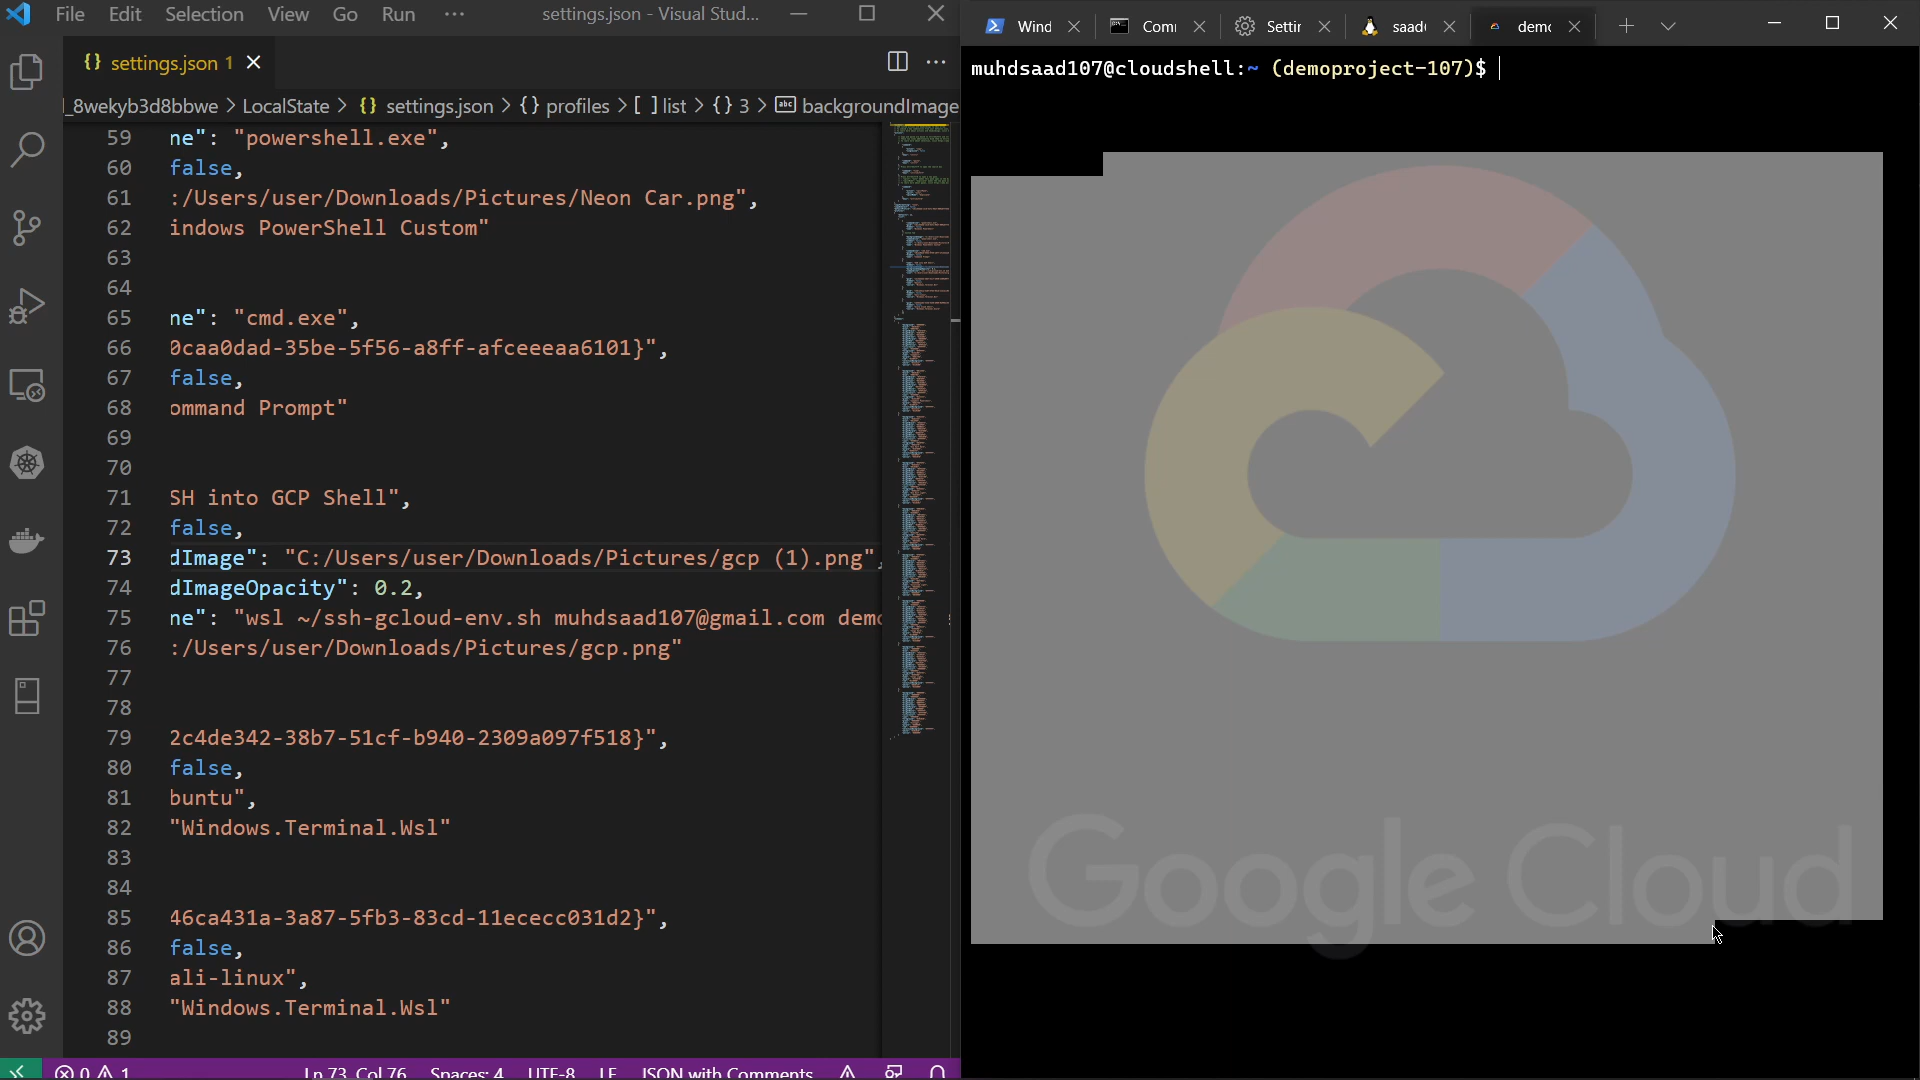 File Edit Selection View Go Run ··· settings.json - Visual Stud...
{} settings.json 1
l_8wekyb3d8bbwe > LocalState > {} settings.json > {} profiles > [ ] list > {} 3 > backgroundImage
59 ne": "powershell.exe",
60 false,
61 :/Users/user/Downloads/Pictures/Neon Car.png",
62 indows PowerShell Custom"
63
64
65 ne": "cmd.exe",
66 0caa0dad-35be-5f56-a8ff-afceeeaa6101}",
67 false,
68 ommand Prompt"
69
70
71 SH into GCP Shell",
72 false,
73 dImage": "C:/Users/user/Downloads/Pictures/gcp (1).png",
74 dImageOpacity": 0.2,
75 ne": "wsl ~/ssh-gcloud-env.sh muhdsaad107@gmail.com demo
76 :/Users/user/Downloads/Pictures/gcp.png"
77
78
79 2c4de342-38b7-51cf-b940-2309a097f518}",
80 false,
81 buntu",
82 "Windows.Terminal.Wsl"
83
84
85 46ca431a-3a87-5fb3-83cd-11ececc031d2}",
86 false,
87 ali-linux",
88 "Windows.Terminal.Wsl"
89
0 1 Ln 73, Col 76 Spaces: 4 UTF-8 LF JSON with Comments
Wind Comi Settir saad demo
muhdsaad107@cloudshell:~ (demoproject-107)$
Google Cloud